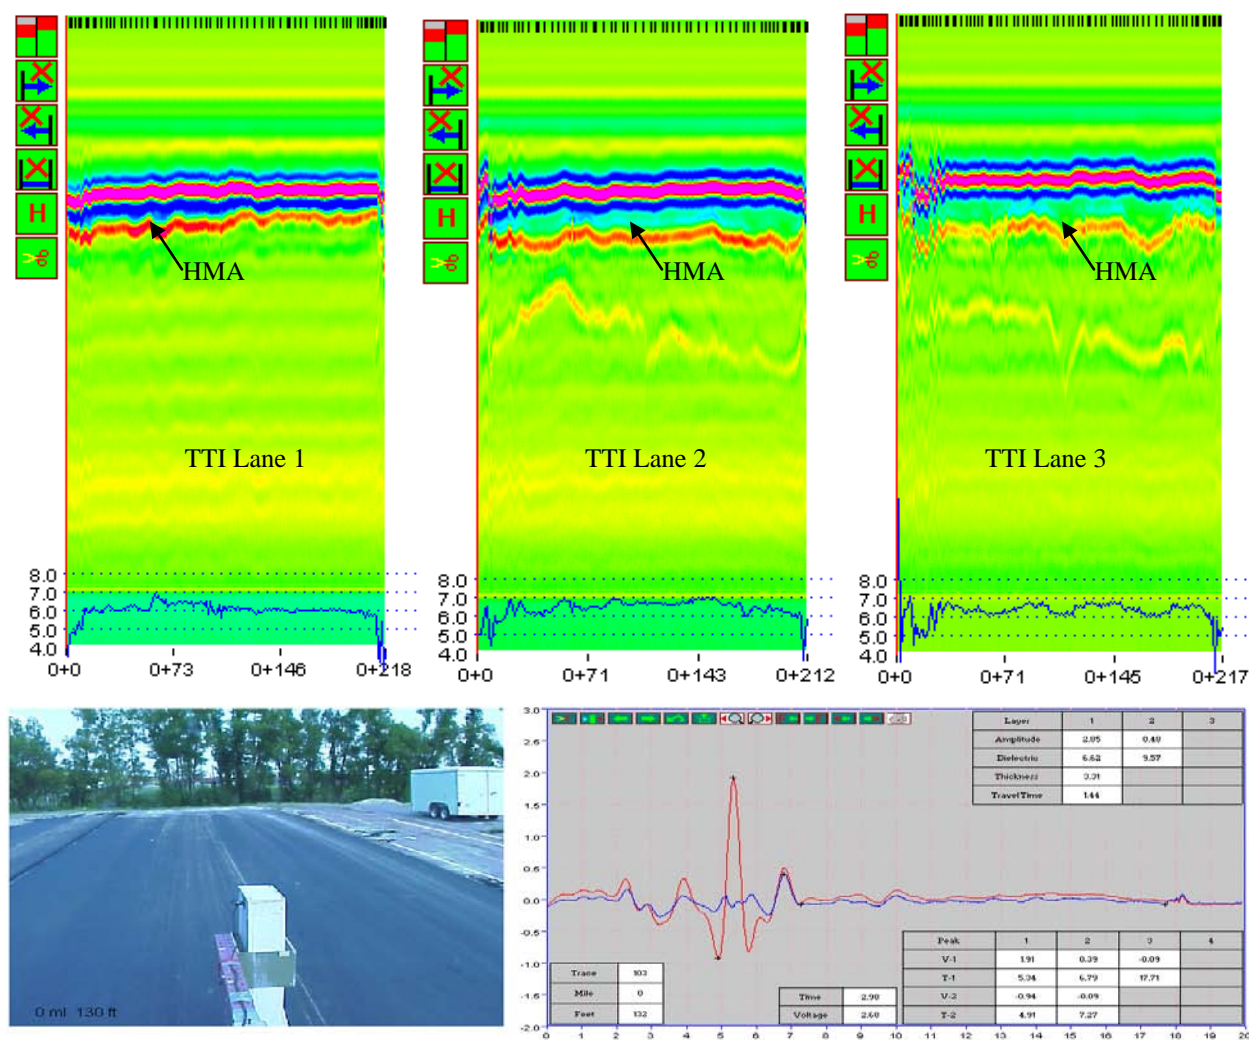 H
H
H
HMA
HMA
HMA
TTI Lane 1
TTI Lane 2
TTI Lane 3
8.0
7.0
6.0
5.0
4.0
0+0 0+73 0+146 0+218
8.0
7.0
6.0
5.0
4.0
0+0 0+71 0+143 0+212
8.0
7.0
6.0
5.0
4.0
0+0 0+71 0+145 0+217
0 mI 130 ft
3.0
2.5
2.0
1.5
1.0
0.5
0.0
-0.5
-1.0
-1.5
-2.0
Layer 1 2 3
Amplitude 2.85 0.48
Dielectric 6.62 9.57
Thickness 3.31
Travel Time 1.44
Peak 1 2 3 4
V-1 1.91 0.39 -0.09
T-1 5.34 6.79 17.71
V-2 -0.94 -0.09
T-2 4.91 7.27
Trace 103
Mile 0
Feet 132
Time 2.90
Voltage 2.60
0 1 2 3 4 5 6 7 8 9 10 11 12 13 14 15 16 17 18 19 20